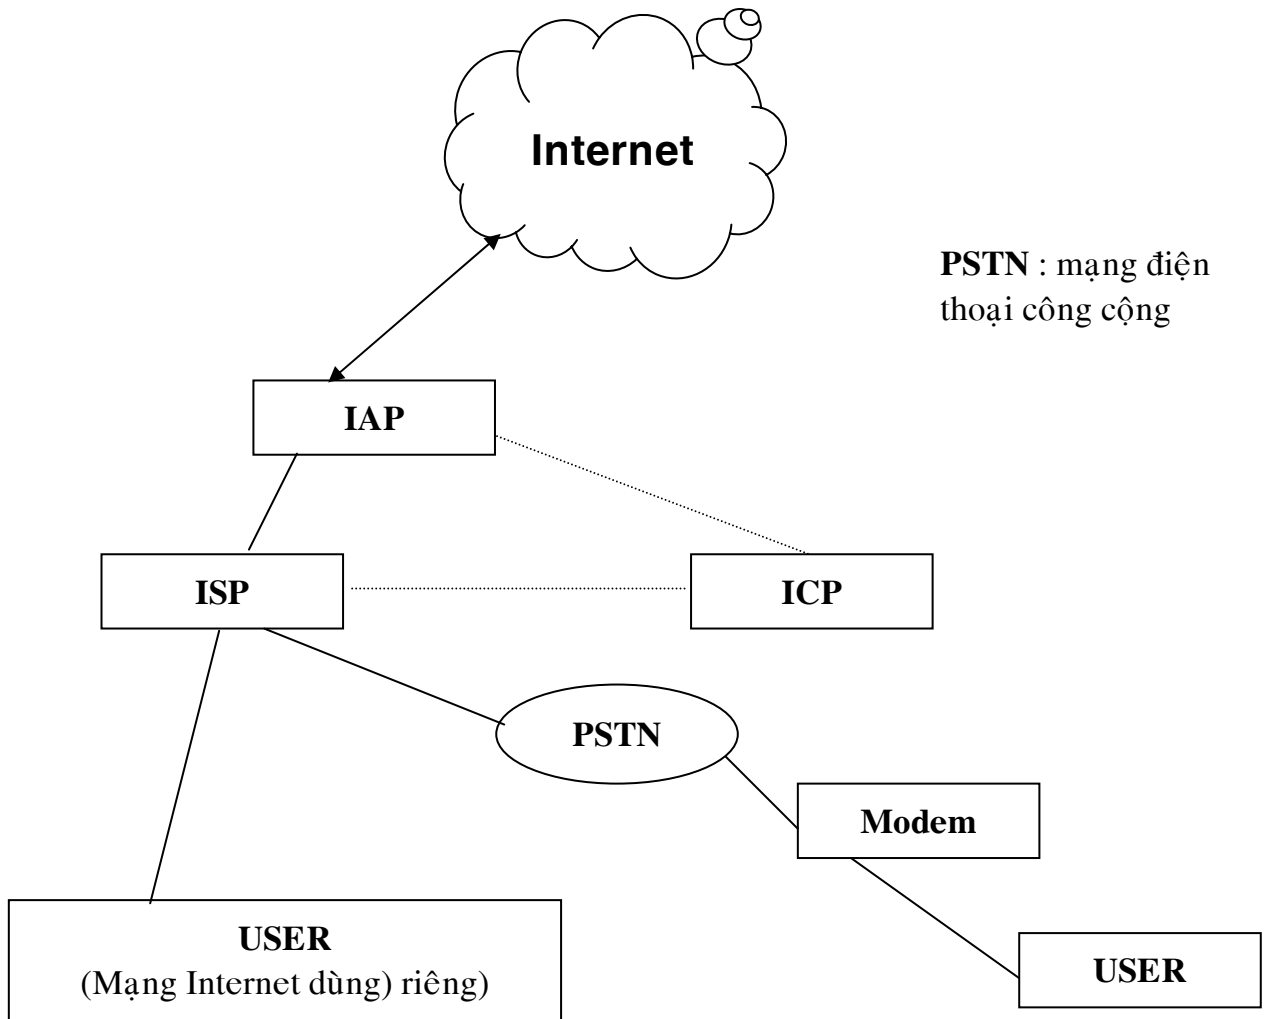 Internet
PSTN : mạng điện
thoại công cộng
IAP
ISP
ICP
PSTN
Modem
USER
(Mạng Internet dùng) riêng)
USER